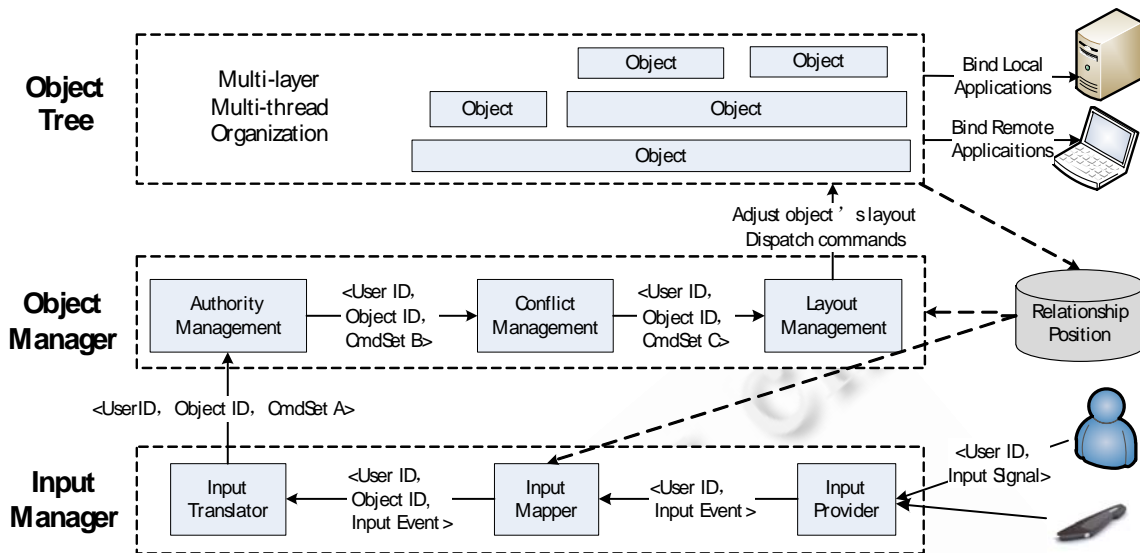 Object
Tree
Multi-layer
Multi-thread
Organization
Object
Object
Object
Object
Object
Bind Local
Applications
Bind Remote
Applicaitions
Adjust object’s layout
Dispatch commands
Object
Manager
Authority
Management
<User ID,
Object ID,
CmdSet B>
Conflict
Management
<User ID,
Object ID,
CmdSet C>
Layout
Management
Relationship
Position
<UserID, Object ID, CmdSet A>
Input
Manager
Input
Translator
<User ID,
Object ID,
Input Event>
Input
Mapper
<User ID,
Input Event>
Input
Provider
<User ID,
Input Signal>